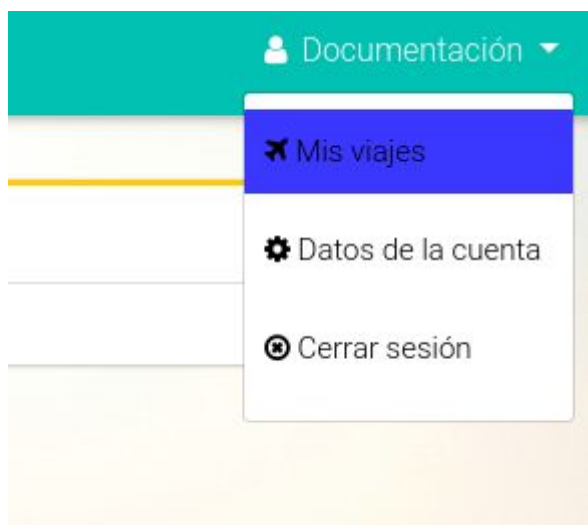 Documentación
Mis viajes
Datos de la cuenta
Cerrar sesión